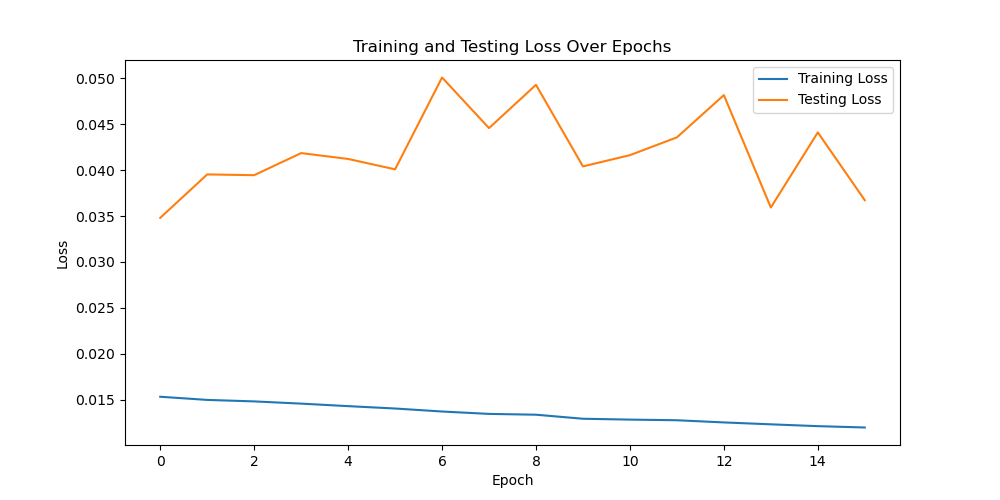 Training and Testing Loss Over Epochs
Training Loss
Testing Loss
0.050
0.045
0.040
0.035
0.030
0.025
0.020
0.015
Loss
0 2 4 6 8 10 12 14
Epoch